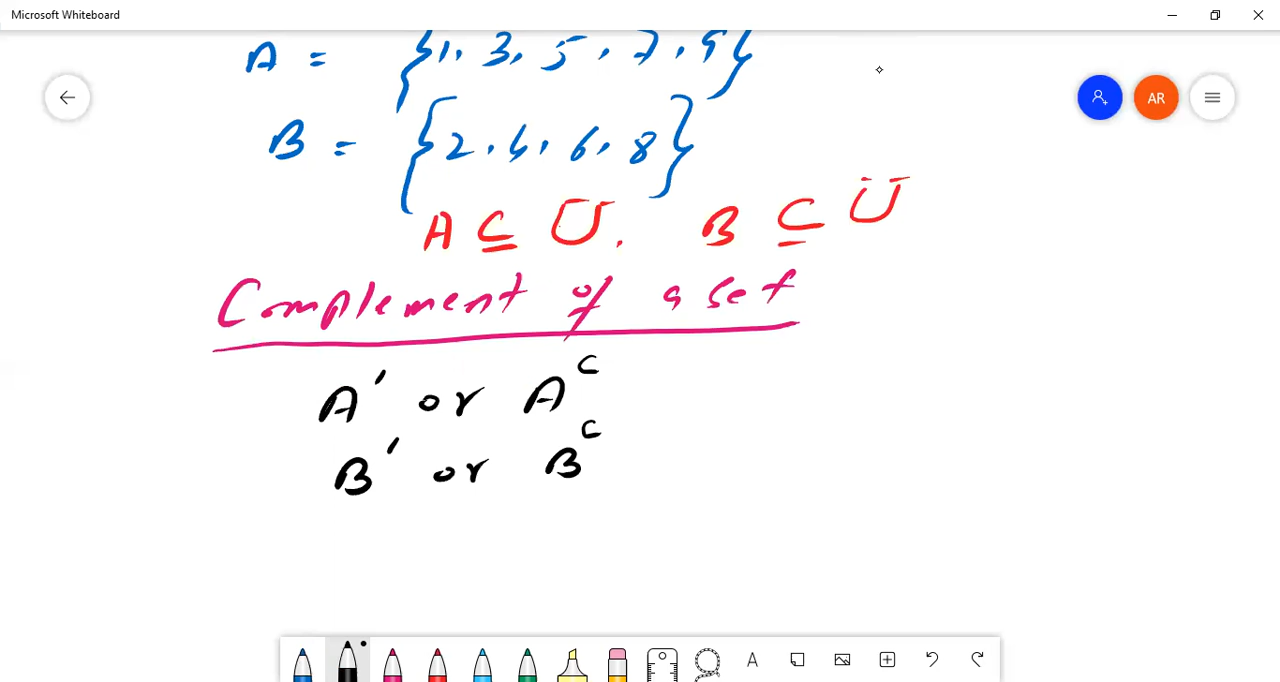 Microsoft Whiteboard
A = {1, 3, 5, 7, 9}
AR
B = {2, 4, 6, 8}
A ⊆ U. B ⊆ U
Complement of a set
A' or A^C
B' or B^C
A